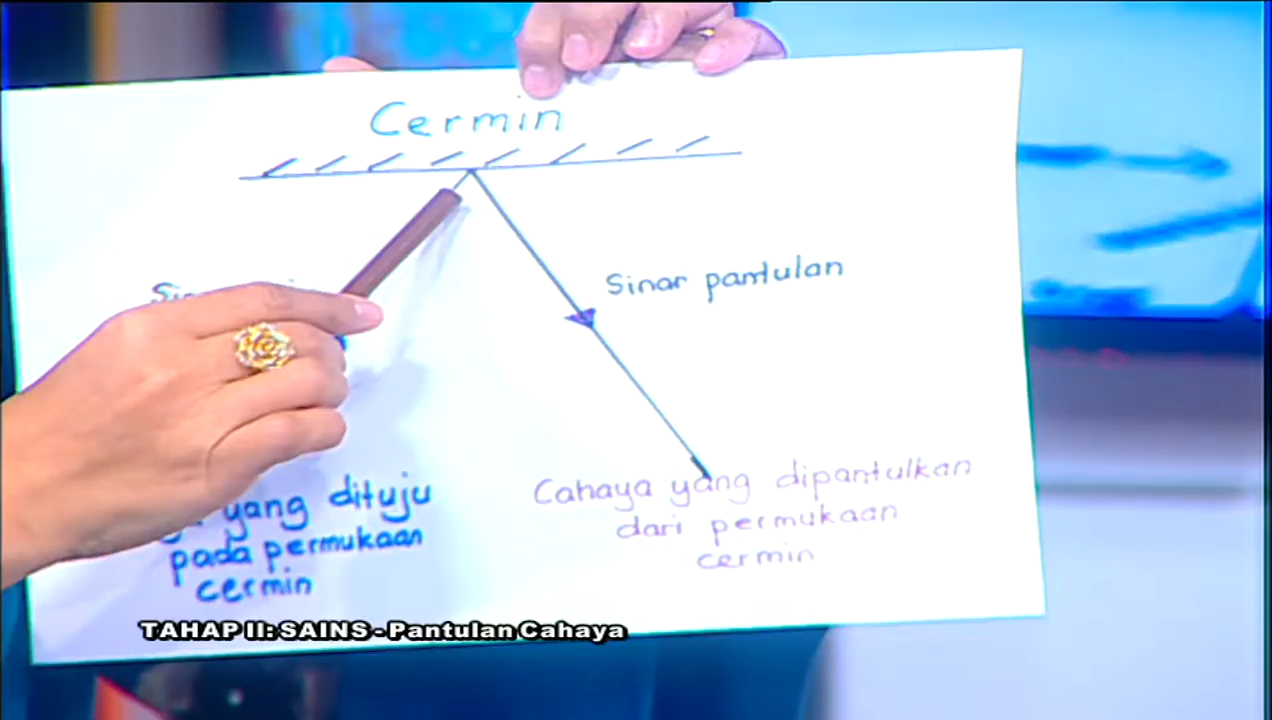 Cermin
Sinar pantulan
yang dituju
pada permukaan
cermin
Cahaya yang dipantulkan
dari permukaan
cermin
TAHAP II: SAINS - Pantulan Cahaya